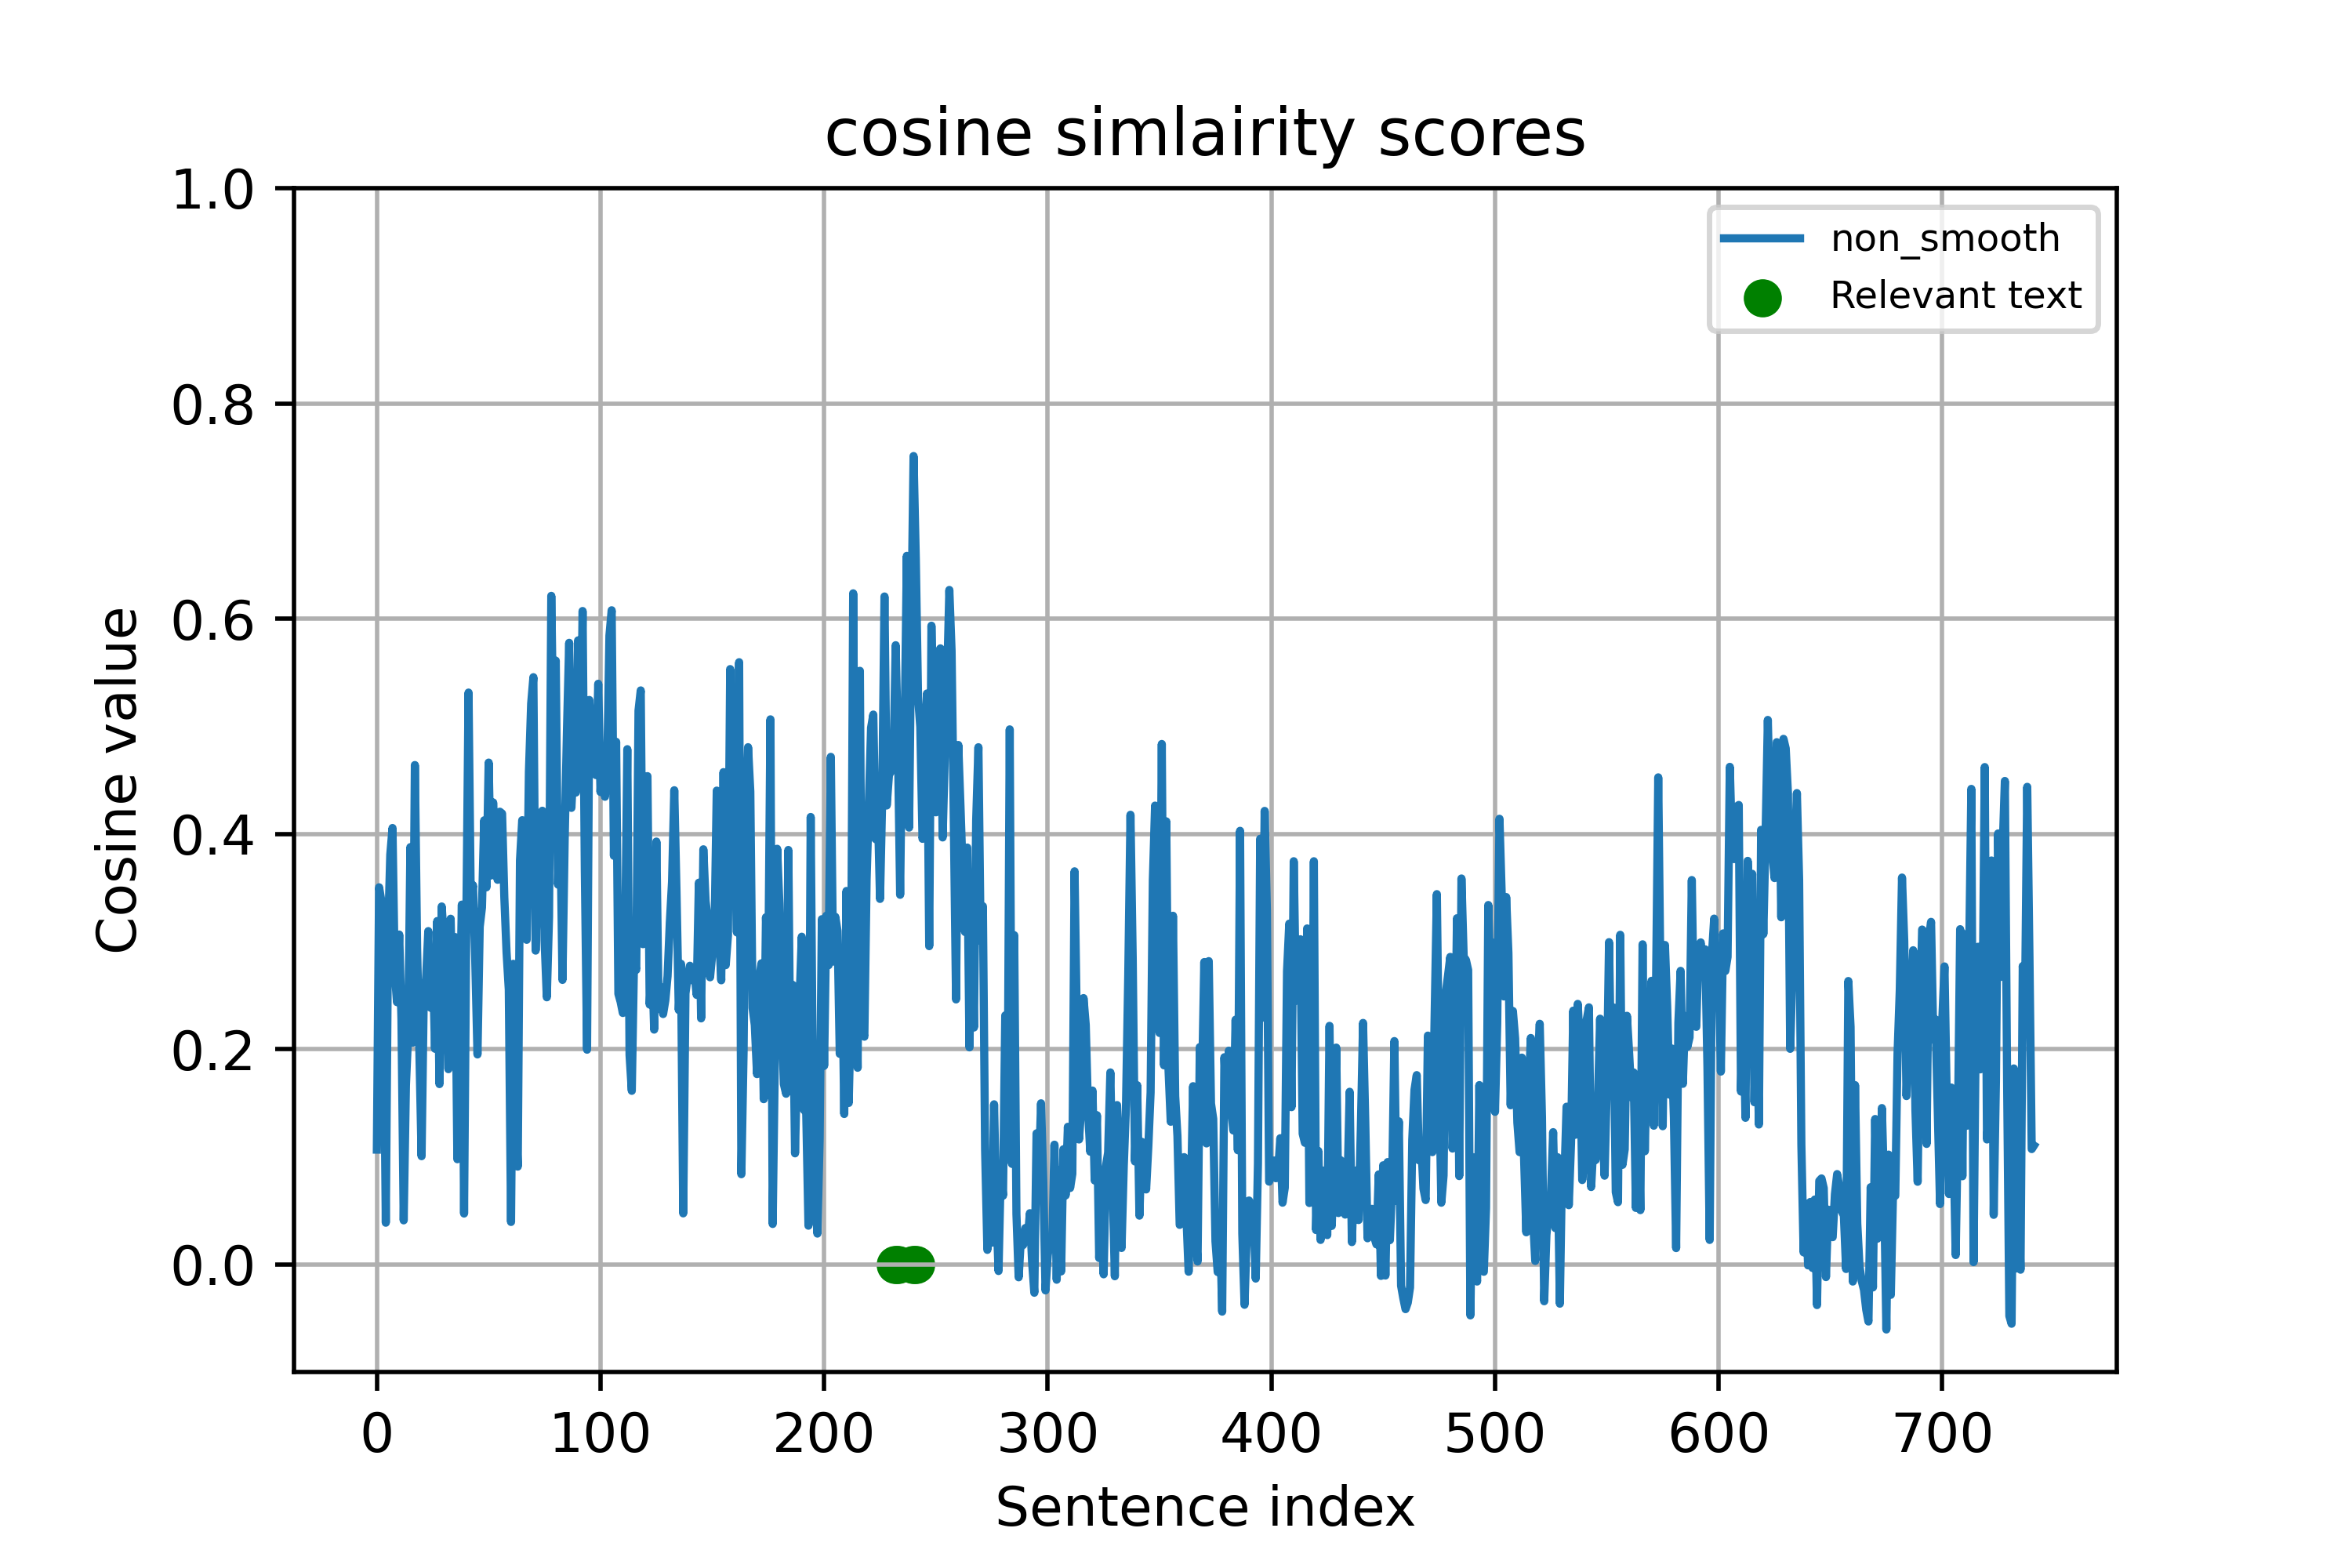 cosine simlairity scores
1.0
0.8
0.6
0.4
0.2
0.0
Cosine value
non_smooth
Relevant text
0 100 200 300 400 500 600 700
Sentence index